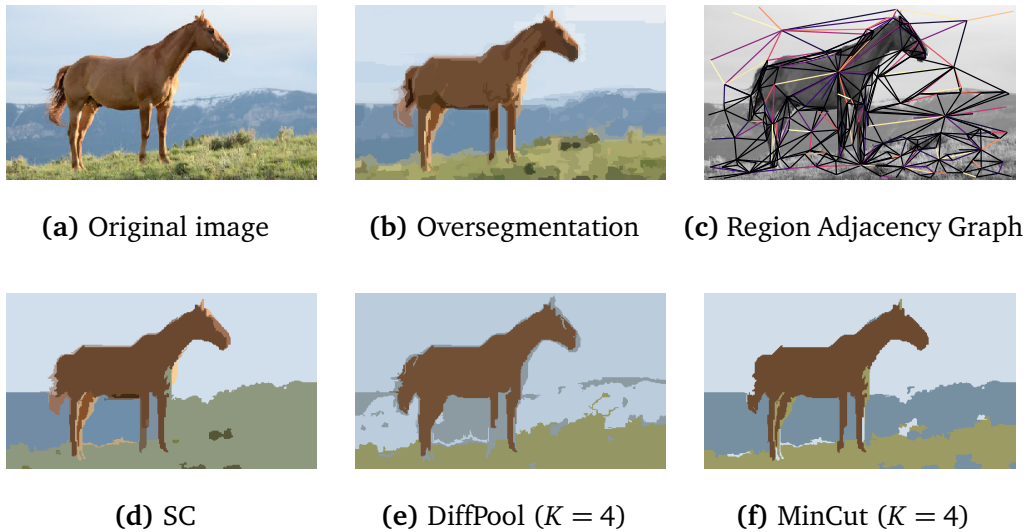 (a) Original image
(b) Oversegmentation
(c) Region Adjacency Graph
(d) SC
(e) DiffPool (K = 4)
(f) MinCut (K = 4)